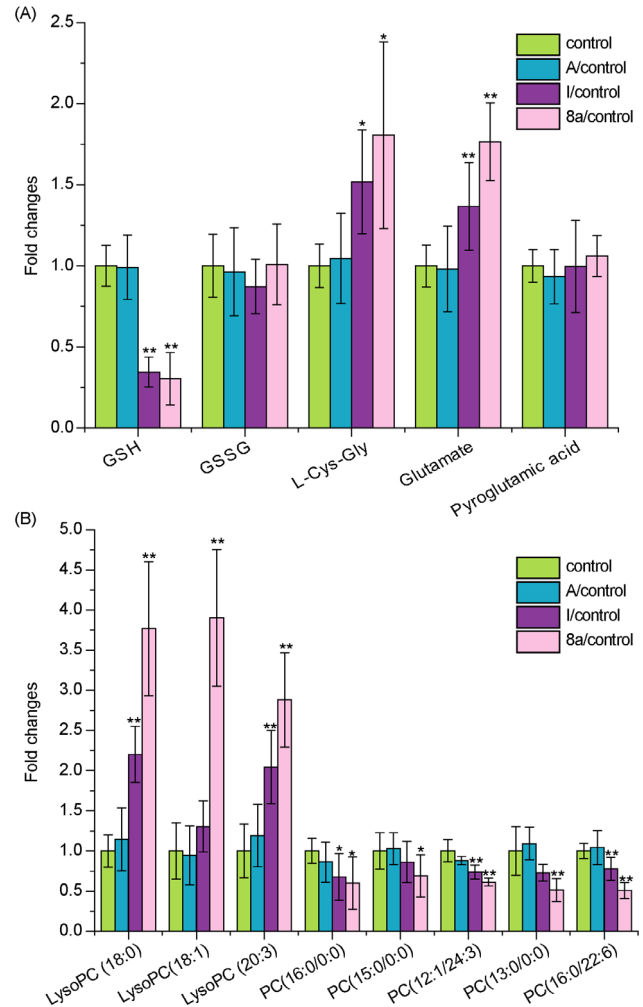 (A)
2.5
2.0
1.5
1.0
0.5
0.0
Fold changes
control
A/control
I/control
8a/control
** **
* *
** **
GSH
GSSG
L-Cys-Gly
Glutamate
Pyroglutamic acid
(B)
5.0
4.5
4.0
3.5
3.0
2.5
2.0
1.5
1.0
0.5
0.0
Fold changes
control
A/control
I/control
8a/control
** **
**
** **
* *
*
** **
**
** **
LysoPC (18:0)
LysoPC(18:1)
LysoPC (20:3)
PC(16:0/0:0)
PC(15:0/0:0)
PC(12:1/24:3)
PC(13:0/0:0)
PC(16:0/22:6)